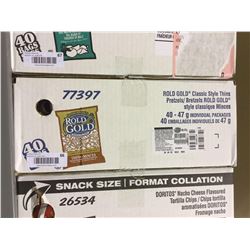 40
BAGS
77397
ROLD GOLD® Classic Style Thins
Pretzels/Bretzels ROLD GOLD®
style classique Minces
ROLD
GOLD
40 - 47 g INDIVIDUAL PACKAGES
40 EMBALLAGES INDIVIDUELS DE 47 g
40
SNACK SIZE | FORMAT COLLATION
26534
DORITOS® Nacho Cheese Flavoured
Tortilla Chips / Chips tortilla
aromatisées DORITOS®
Fromage nacho